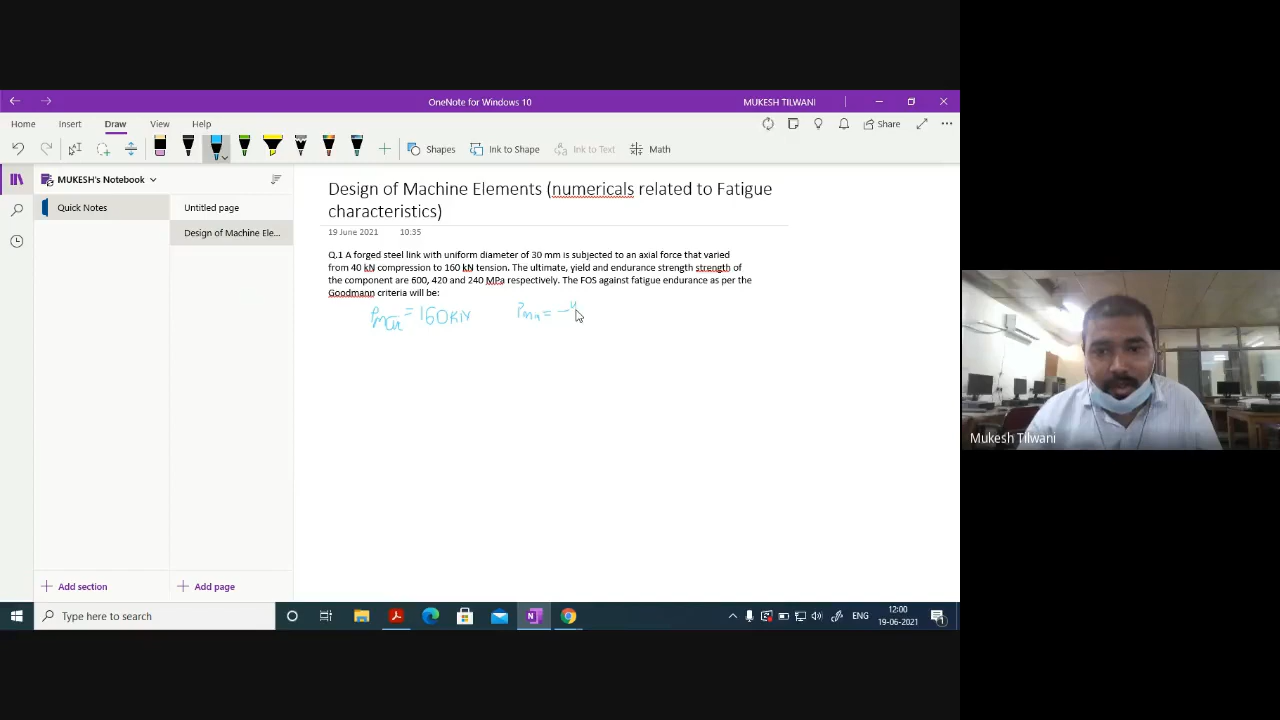 OneNote for Windows 10
MUKESH TILWANI
Home
Insert
Draw
View
Help
Share
Shapes
Ink to Shape
Ink to Text
Math
MUKESH's Notebook
Quick Notes
Untitled page
Design of Machine Ele...
Design of Machine Elements (numericals related to Fatigue
characteristics)
19 June 2021 10:35
Q.1 A forged steel link with uniform diameter of 30 mm is subjected to an axial force that varied
from 40 kN compression to 160 kN tension. The ultimate, yield and endurance strength strength of
the component are 600, 420 and 240 MPa respectively. The FOS against fatigue endurance as per the
Goodmann criteria will be:
= 160KN
= -4
Mukesh Tilwani
Add section
Add page
Type here to search
ENG
12:00
19-06-2021
1